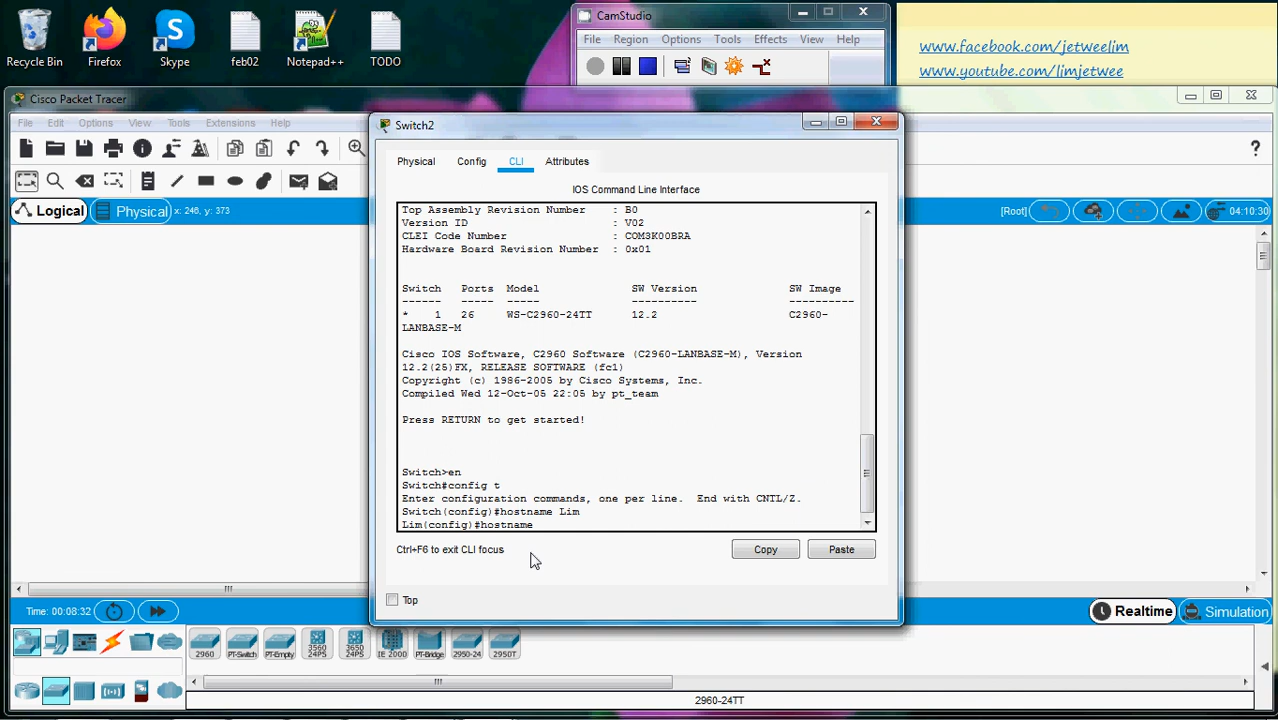 Recycle Bin
Firefox
Skype
feb02
Notepad++
TODO
CamStudio
File Region Options Tools Effects View Help
www.facebook.com/jetweelim
www.youtube.com/limjetwee
Cisco Packet Tracer
File Edit Options View Tools Extensions Help
Logical Physical x: 246, y: 373
[Root] 04:10:30
Switch2
Physical Config CLI Attributes
IOS Command Line Interface
Top Assembly Revision Number : B0
Version ID : V02
CLEI Code Number : COM3K00BRA
Hardware Board Revision Number : 0x01
Switch Ports Model SW Version SW Image
------ ----- ----- ---------- ----------
* 1 26 WS-C2960-24TT 12.2 C2960-
LANBASE-M
Cisco IOS Software, C2960 Software (C2960-LANBASE-M), Version
12.2(25)FX, RELEASE SOFTWARE (fc1)
Copyright (c) 1986-2005 by Cisco Systems, Inc.
Compiled Wed 12-Oct-05 22:05 by pt_team
Press RETURN to get started!
Switch>en
Switch#config t
Enter configuration commands, one per line. End with CNTL/Z.
Switch(config)#hostname Lim
Lim(config)#hostname
Ctrl+F6 to exit CLI focus
Copy Paste
Top
Time: 00:08:32
Realtime Simulation
2960 PT-Switch PT-Empty 3560 24PS 3650 24PS IE 2000 PT-Bridge 2950-24 2950T
2960-24TT